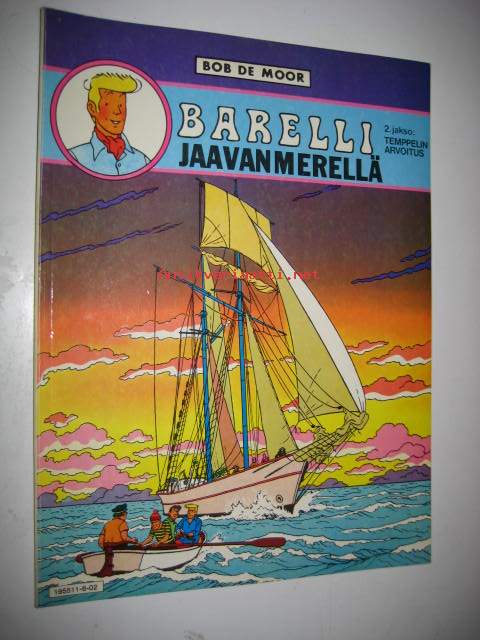 BOB DE MOOR
BARELLI
JAAVANMERELLÄ
2. jakso:
TEMPPELIN
ARVOITUS
195511-8-02